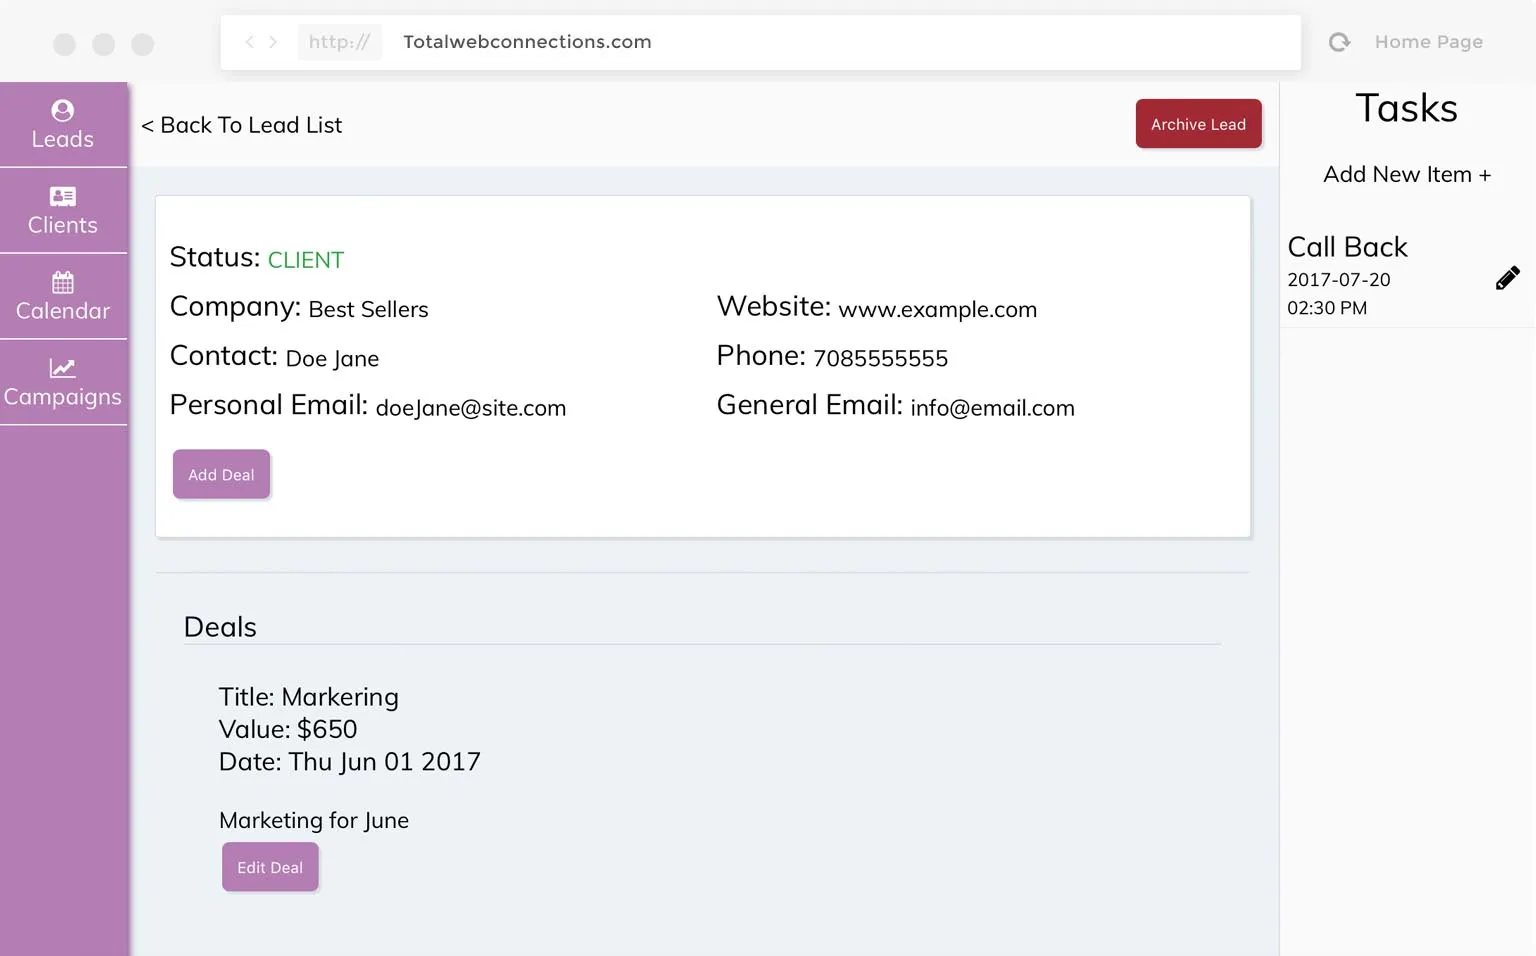 http://
Totalwebconnections.com
Home Page
Leads
Clients
Calendar
Campaigns
< Back To Lead List
Archive Lead
Status: CLIENT
Company: Best Sellers
Website: www.example.com
Contact: Doe Jane
Phone: 7085555555
Personal Email: doeJane@site.com
General Email: info@email.com
Add Deal
Deals
Title: Markering
Value: $650
Date: Thu Jun 01 2017
Marketing for June
Edit Deal
Tasks
Add New Item +
Call Back
2017-07-20
02:30 PM